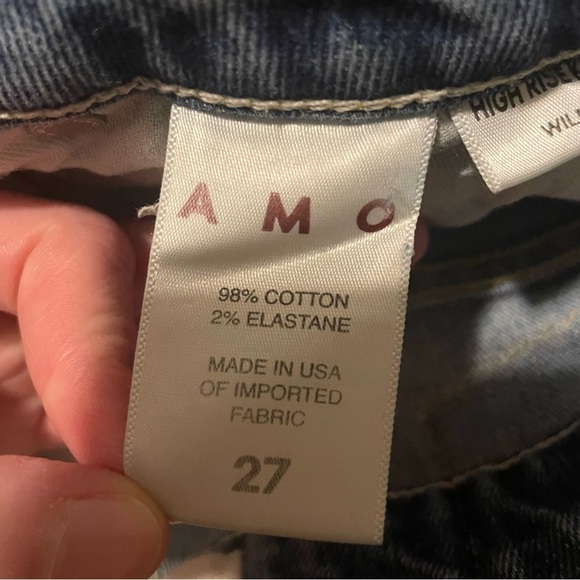 AMO
98% COTTON
2% ELASTANE
MADE IN USA
OF IMPORTED
FABRIC
27
HIGH RISE